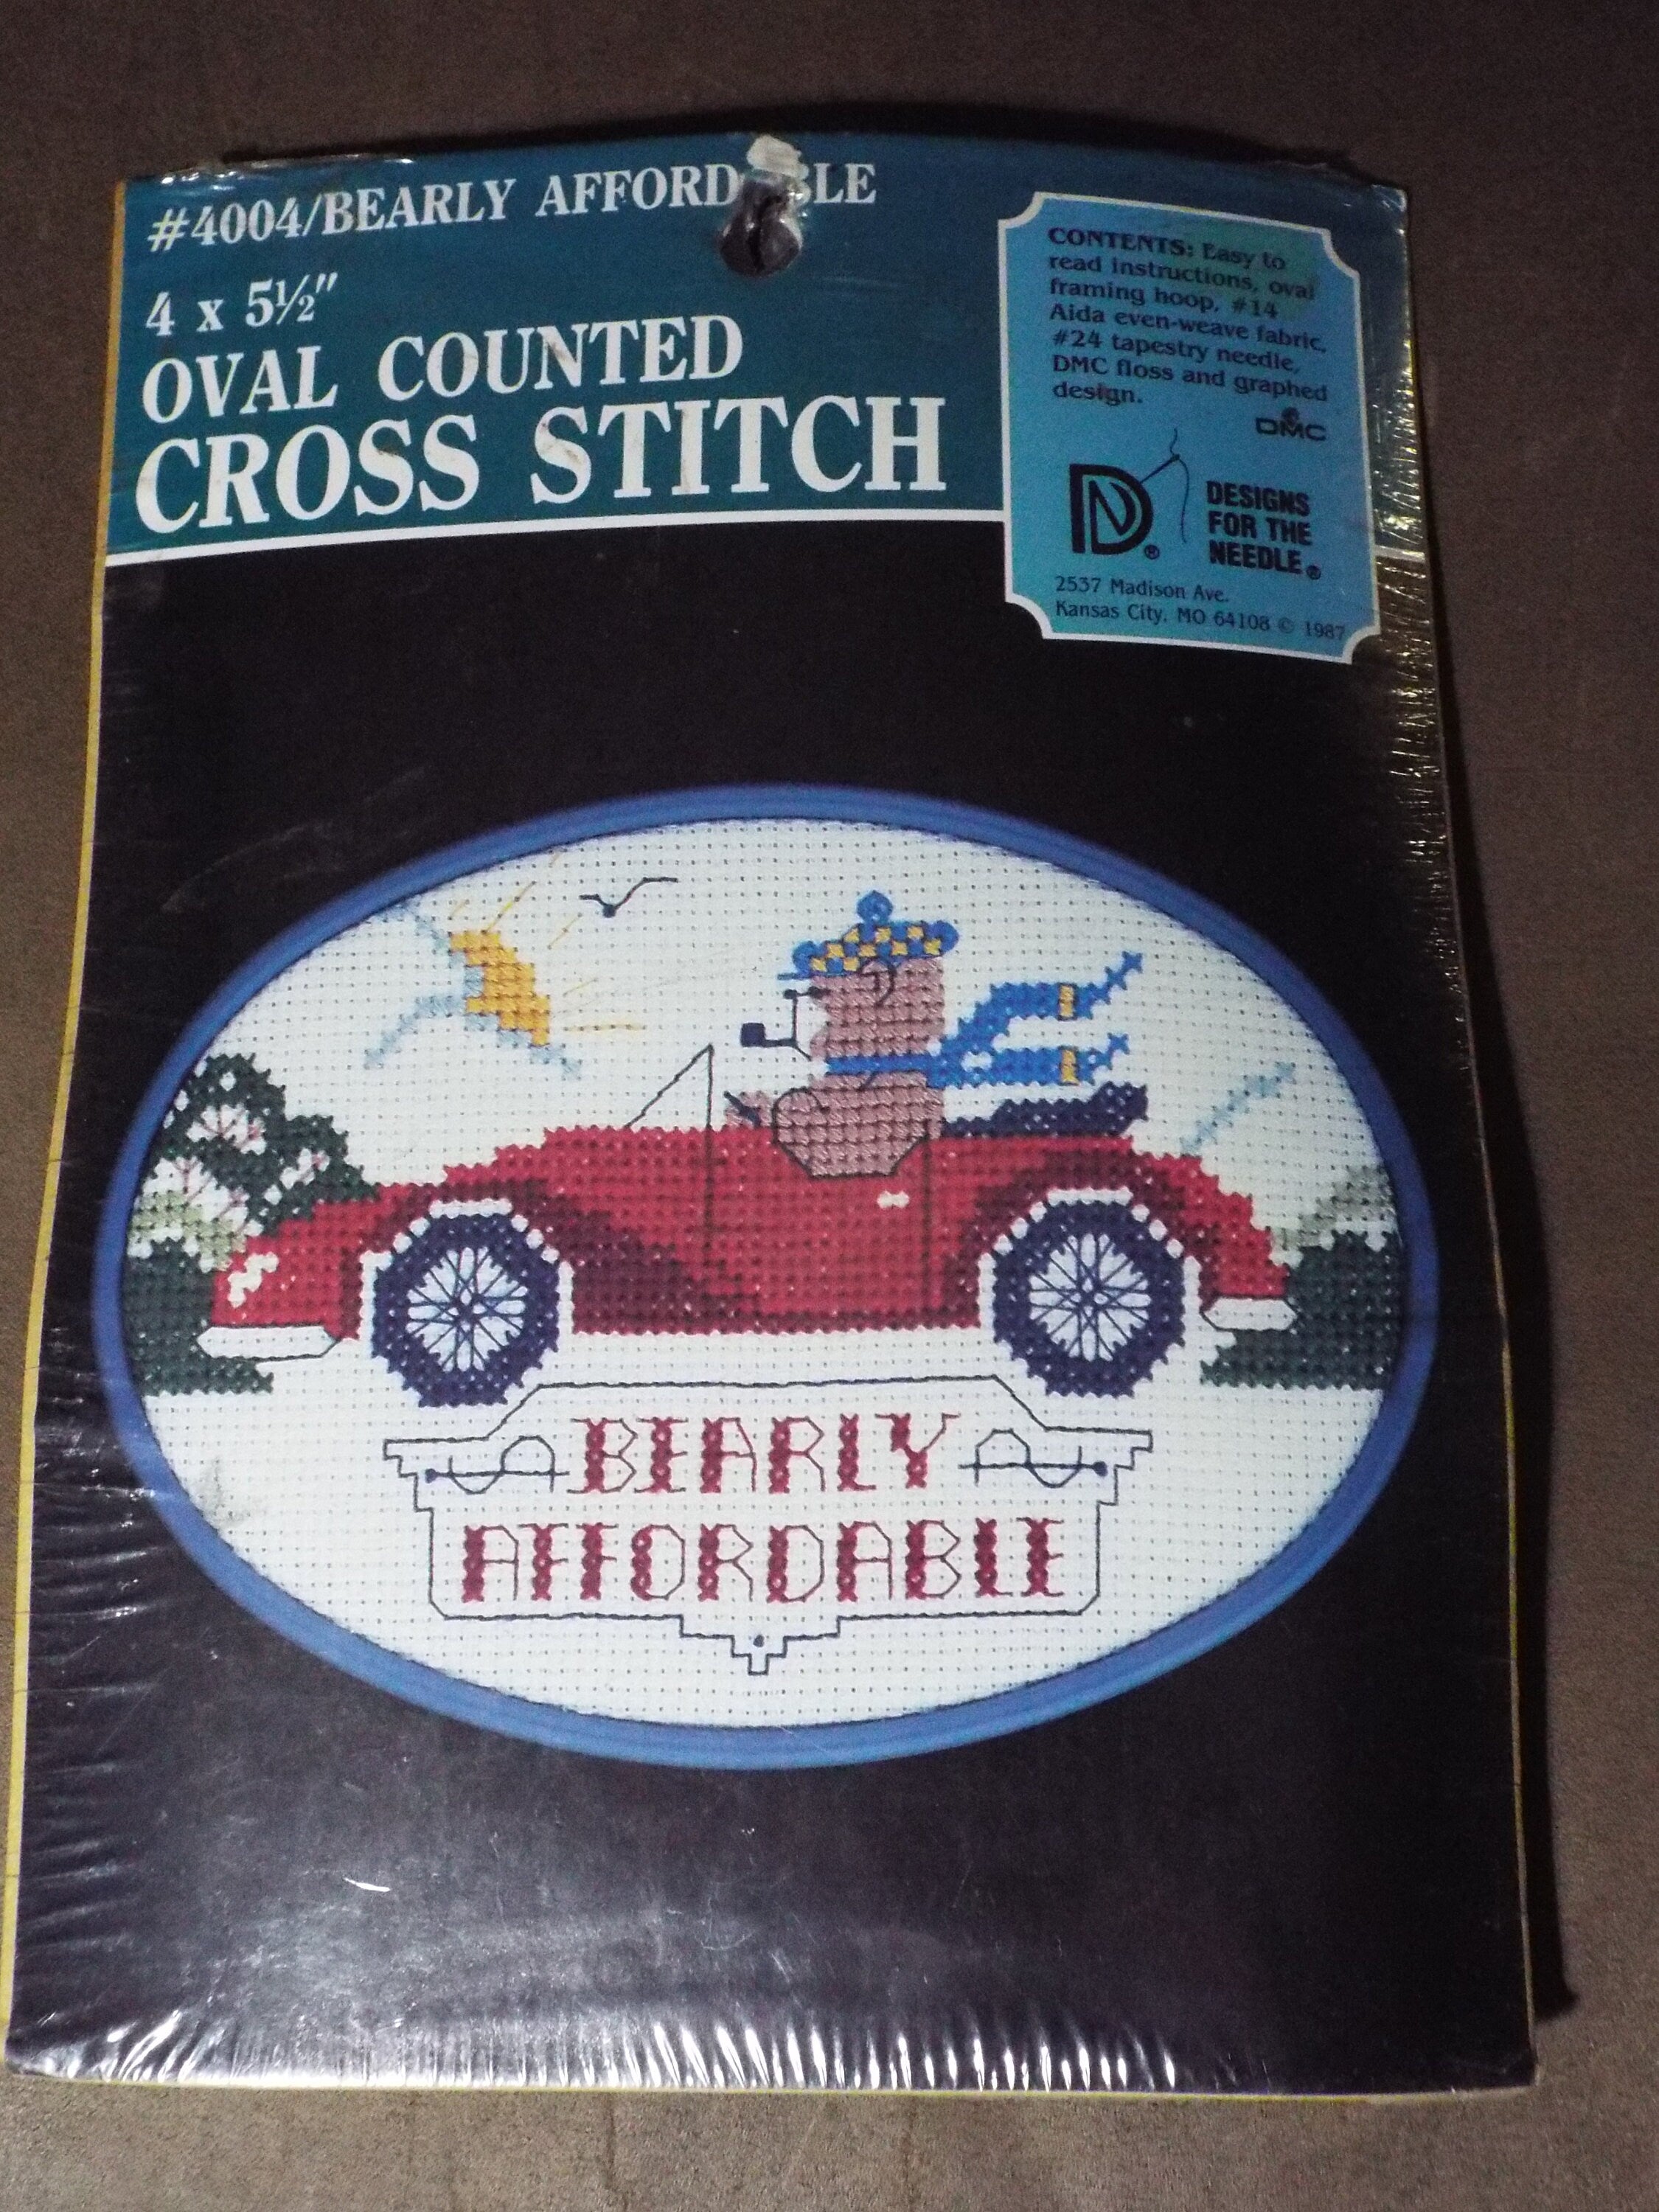 #4004/BEARLY AFFORDABLE
4 x 5½"
OVAL COUNTED
CROSS STITCH
CONTENTS: Easy to
read instructions, oval
framing hoop, #14
Aida even-weave fabric,
#24 tapestry needle,
DMC floss and graphed
design.
DMC
D®
DESIGNS
FOR THE
NEEDLE®
2537 Madison Ave.
Kansas City, MO 64108 © 1987
BEARLY
AFFORDABLE